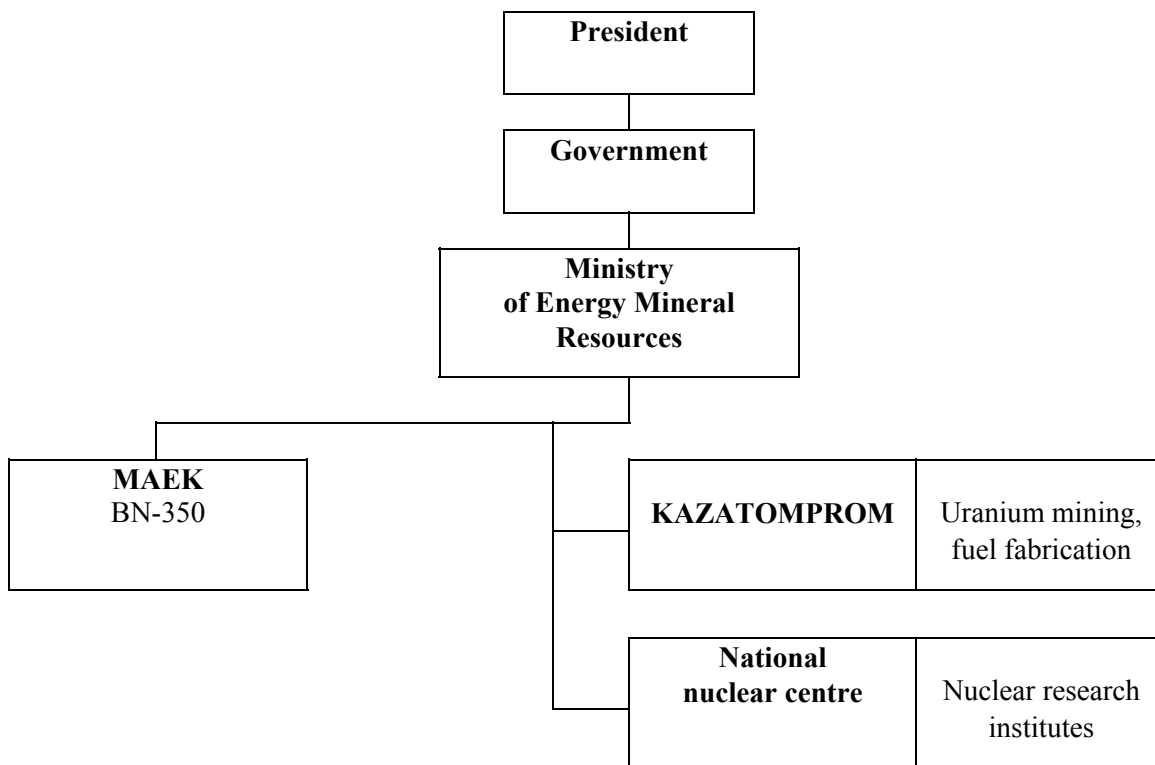 President
Government
Ministry
of Energy Mineral
Resources
MAEK
BN-350
KAZATOMPROM
Uranium mining,
fuel fabrication
National
nuclear centre
Nuclear research
institutes